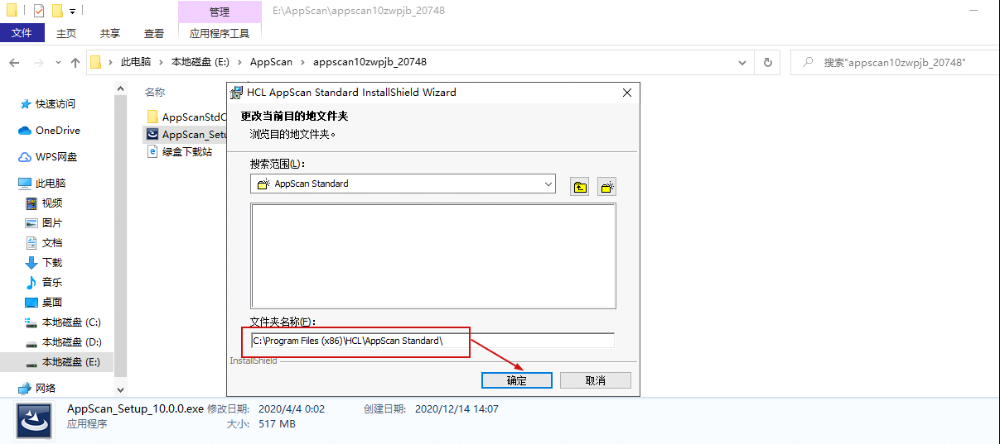 管理
E:\AppScan\appscan10zwpjb_20748
文件
主页
共享
查看
应用程序工具
此电脑 › 本地磁盘 (E:) › AppScan › appscan10zwpjb_20748
搜索"appscan10zwpjb_20748"
快速访问
OneDrive
WPS网盘
此电脑
视频
图片
文档
下载
音乐
桌面
本地磁盘 (C:)
本地磁盘 (D:)
本地磁盘 (E:)
网络
名称
AppScanStdC
AppScan_Setu
绿盒下载站
HCL AppScan Standard InstallShield Wizard
更改当前目的地文件夹
浏览目的地文件夹。
搜索范围(L):
AppScan Standard
文件夹名称(F):
C:\Program Files (x86)\HCL\AppScan Standard\
InstallShield
确定
取消
AppScan_Setup_10.0.0.exe 修改日期: 2020/4/4 0:02 创建日期: 2020/12/14 14:07
应用程序 大小: 517 MB